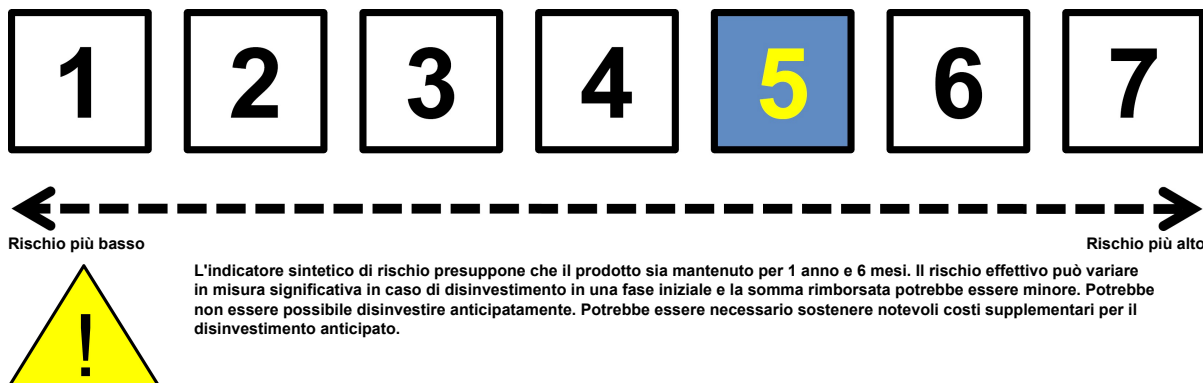 1 2 3 4 5 6 7
Rischio più basso Rischio più alto
!
L'indicatore sintetico di rischio presuppone che il prodotto sia mantenuto per 1 anno e 6 mesi. Il rischio effettivo può variare
in misura significativa in caso di disinvestimento in una fase iniziale e la somma rimborsata potrebbe essere minore. Potrebbe
non essere possibile disinvestire anticipatamente. Potrebbe essere necessario sostenere notevoli costi supplementari per il
disinvestimento anticipato.